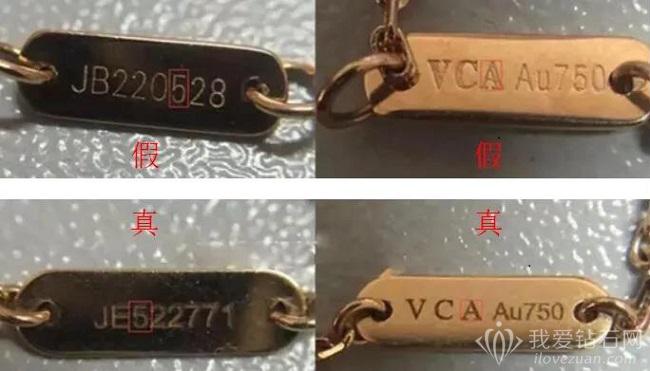 JB220528
VCA Au750
假
假
真
真
JE522771
VCA Au750
我爱钻石网
ilovezuan.com